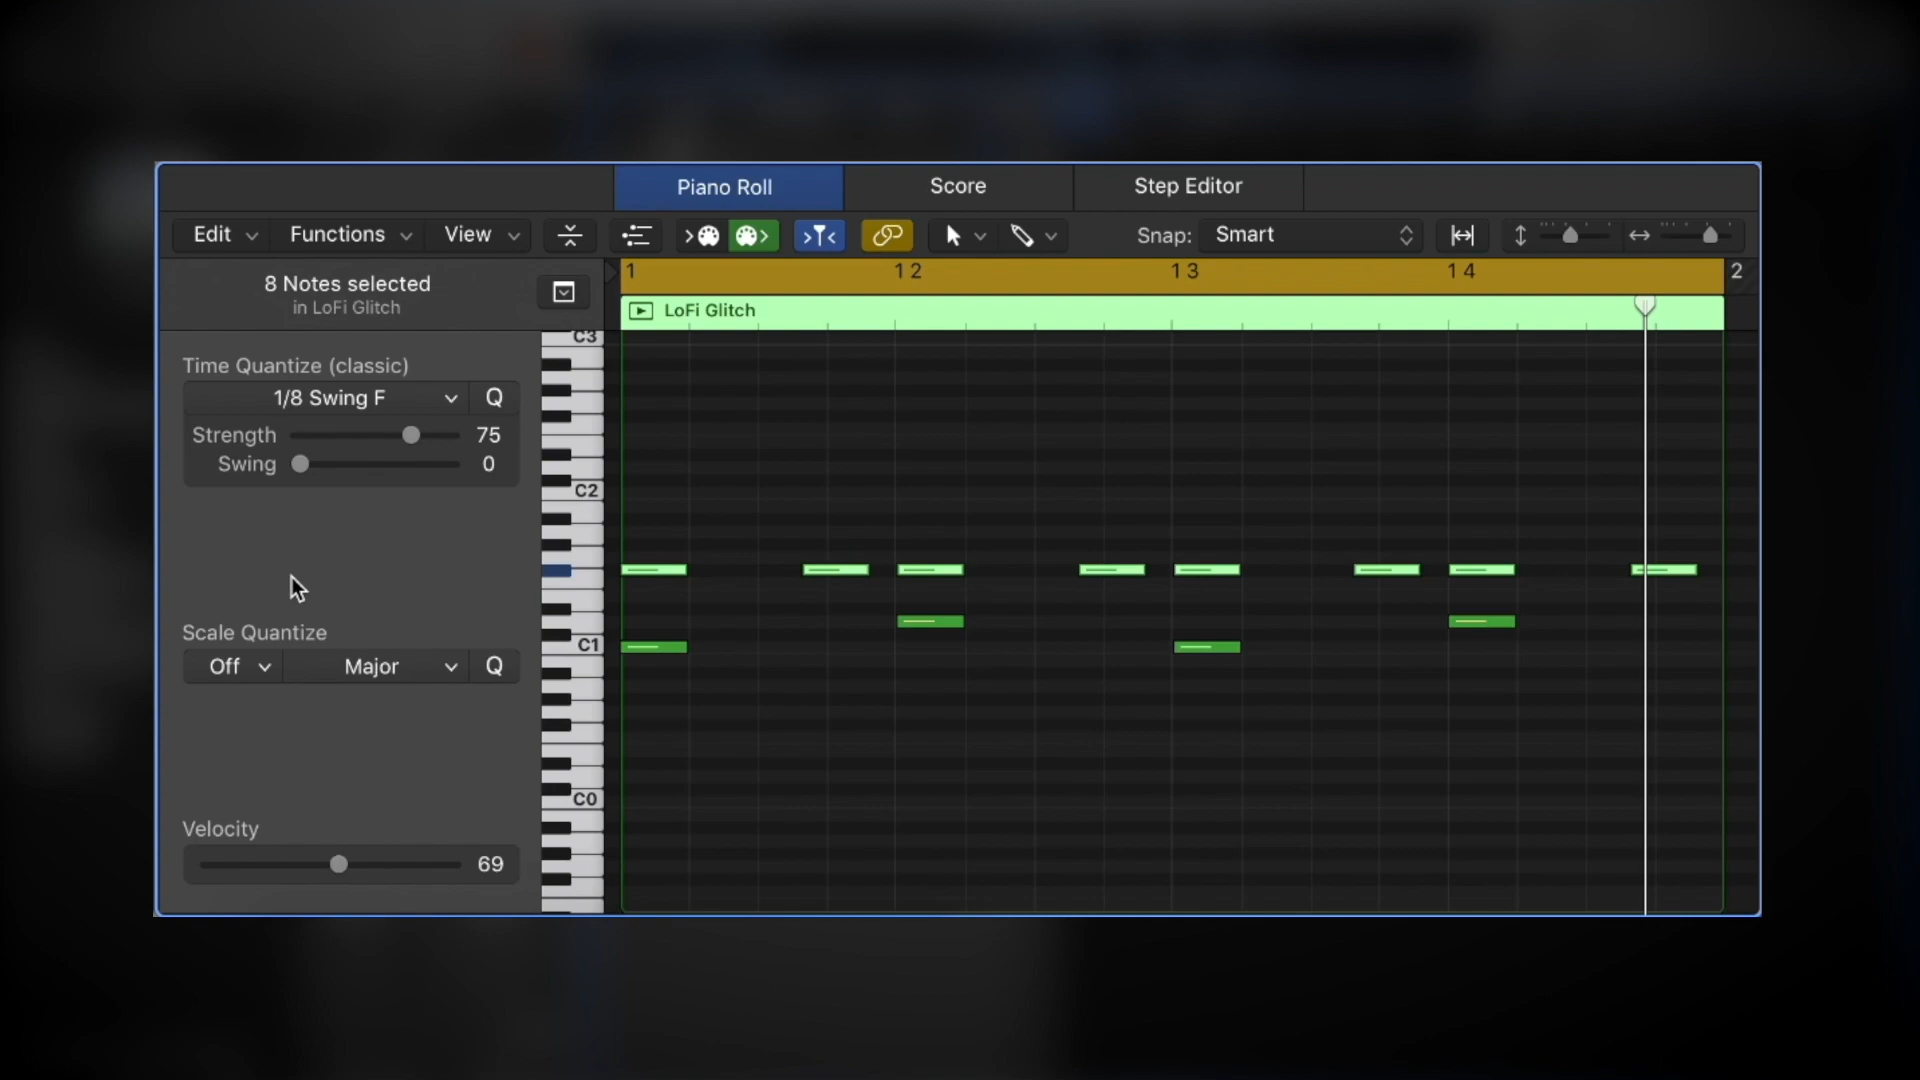 Piano Roll
Score
Step Editor
Edit
Functions
View
Snap: Smart
8 Notes selected
in LoFi Glitch
1
1 2
1 3
1 4
2
LoFi Glitch
Time Quantize (classic)
1/8 Swing F
Q
Strength
75
Swing
0
Scale Quantize
Off
Major
Q
Velocity
69
C3
C2
C1
C0